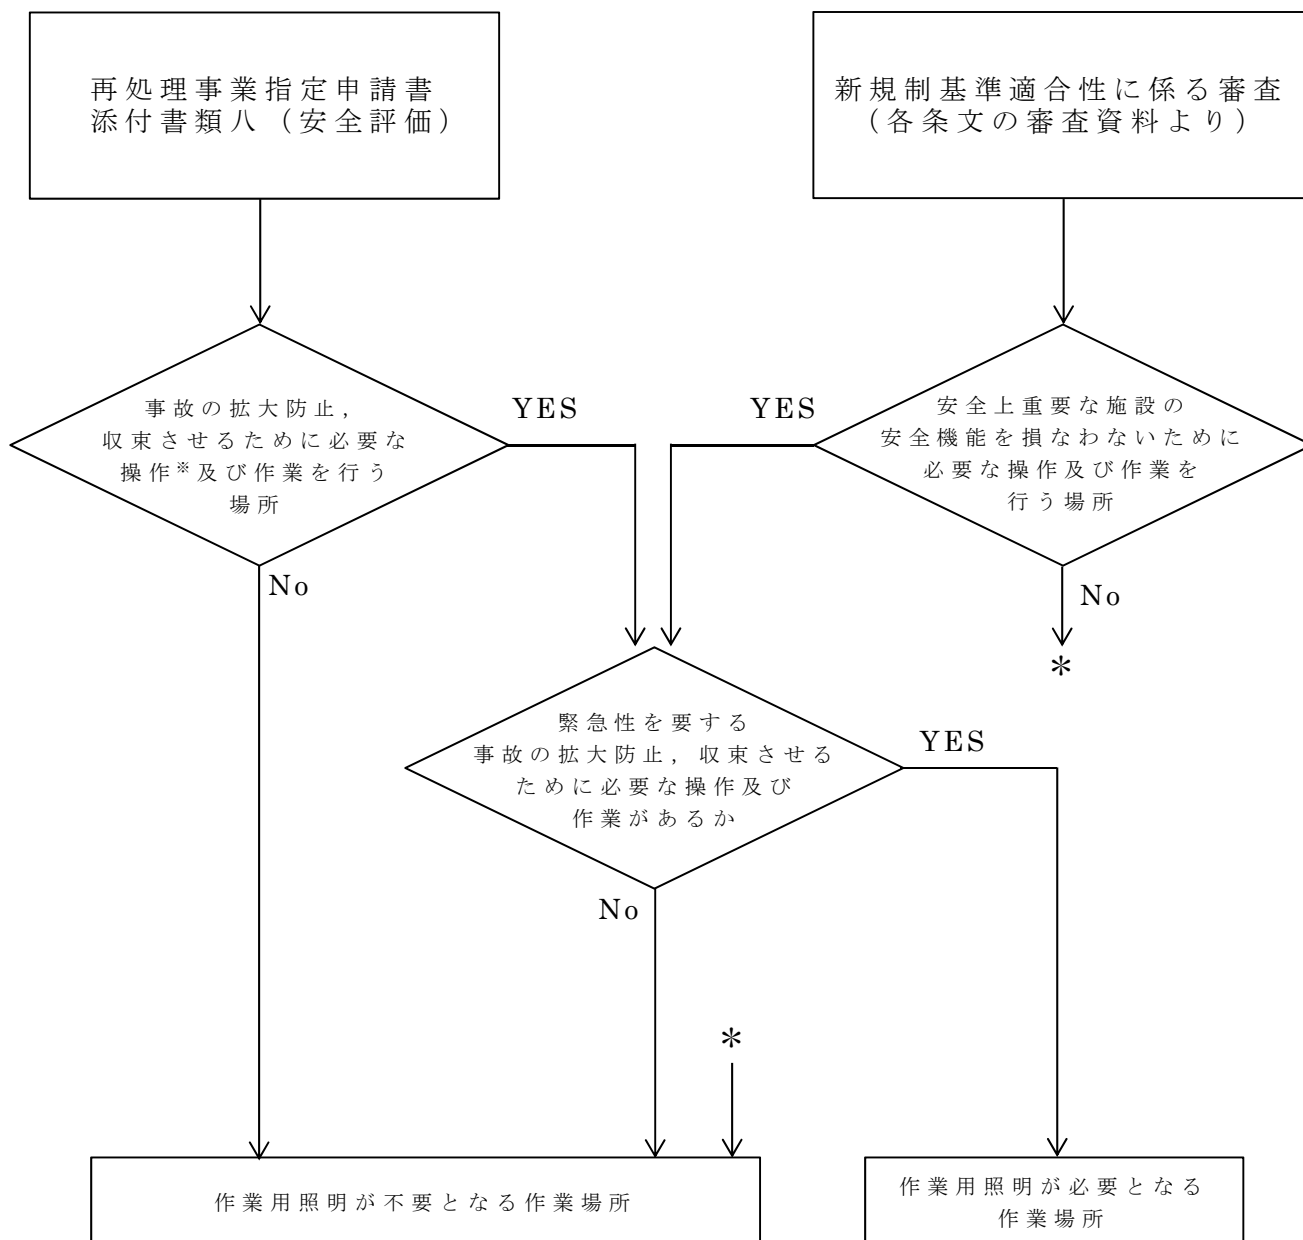 再処理事業指定申請書
添付書類八（安全評価）
新規制基準適合性に係る審査
（各条文の審査資料より）
事故の拡大防止，
収束させるために必要な
操作※及び作業を行う
場所
YES
No
YES
安全上重要な施設の
安全機能を損なわないために
必要な操作及び作業を
行う場所
No
*
緊急性を要する
事故の拡大防止，収束させる
ために必要な操作及び
作業があるか
YES
No
*
作業用照明が不要となる作業場所
作業用照明が必要となる
作業場所